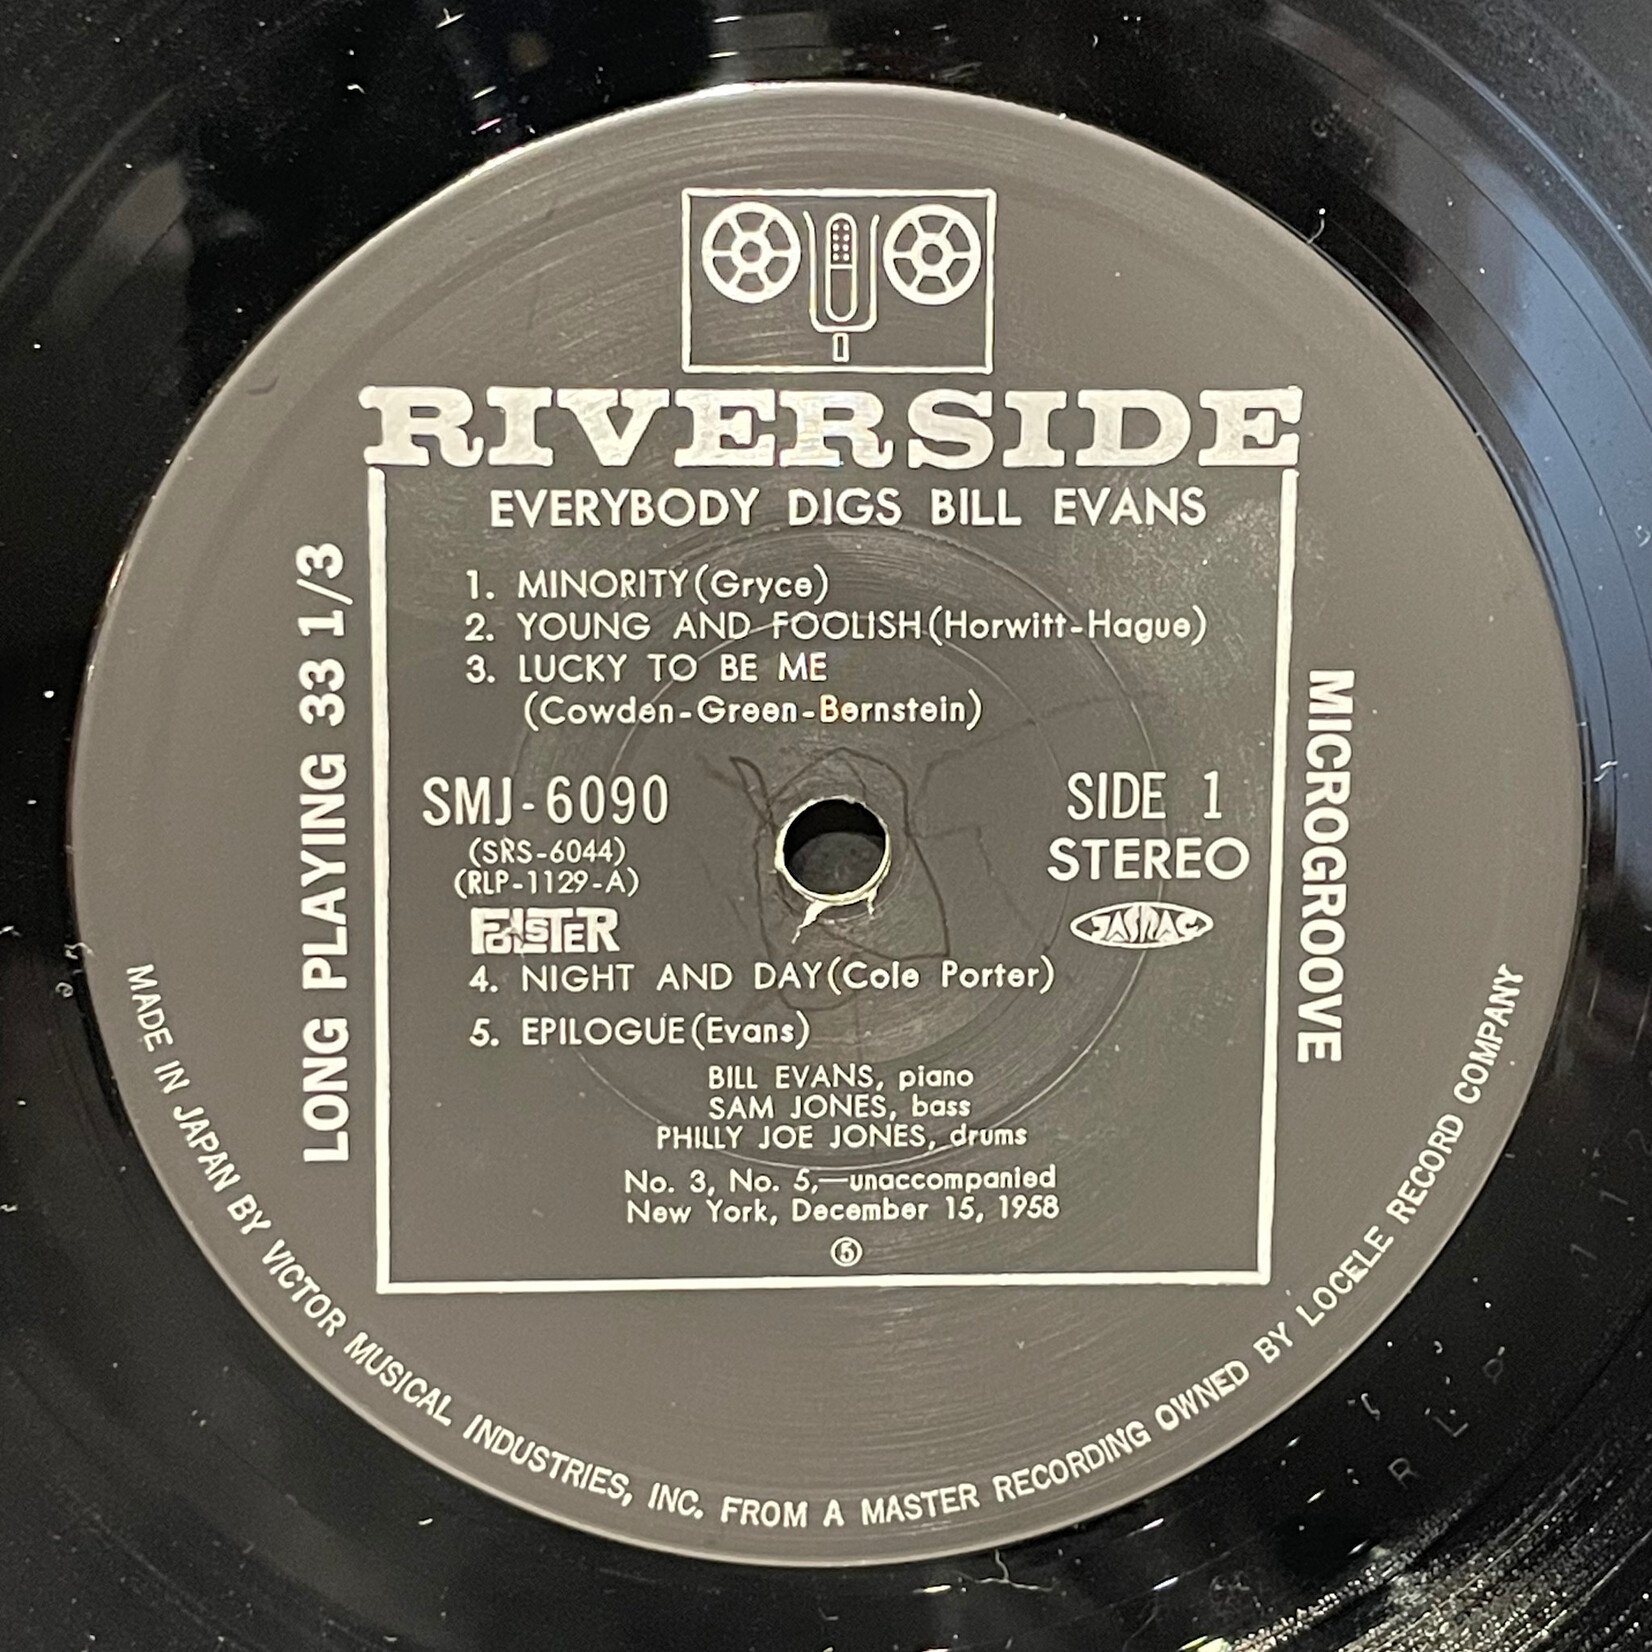 RIVERSIDE
EVERYBODY DIGS BILL EVANS
1. MINORITY (Gryce)
2. YOUNG AND FOOLISH (Horwitt-Hague)
3. LUCKY TO BE ME
(Cowden-Green-Bernstein)
SMJ-6090
(SRS-6044)
(RLP-1129-A)
SIDE 1
STEREO
JASRAC
4. NIGHT AND DAY (Cole Porter)
5. EPILOGUE (Evans)
BILL EVANS, piano
SAM JONES, bass
PHILLY JOE JONES, drums
No. 3, No. 5,—unaccompanied
New York, December 15, 1958
⑤
LONG PLAYING 33 1/3
MICROGROOVE
MADE IN JAPAN BY VICTOR MUSICAL INDUSTRIES, INC. FROM A MASTER RECORDING OWNED BY LOCELE RECORD COMPANY